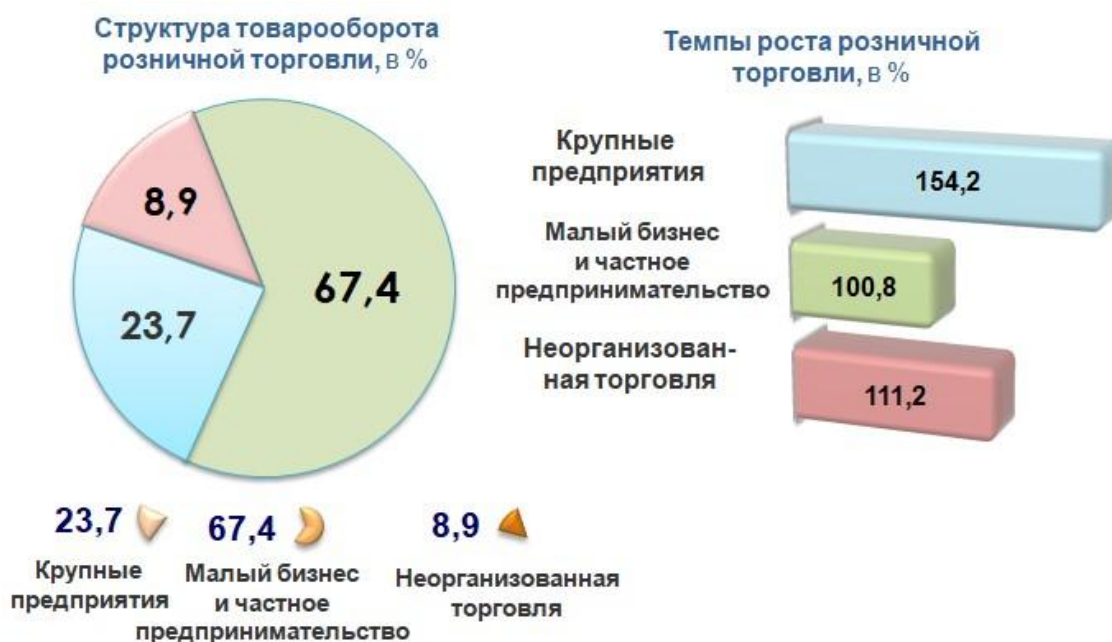 Структура товарооборота
розничной торговли, в %
8,9
67,4
23,7
23,7
Крупные
предприятия
67,4
Малый бизнес
и частное
предпринимательство
8,9
Неорганизованная
торговля
Темпы роста розничной
торговли, в %
Крупные
предприятия
154,2
Малый бизнес
и частное
предпринимательство
100,8
Неорганизован-
ная торговля
111,2